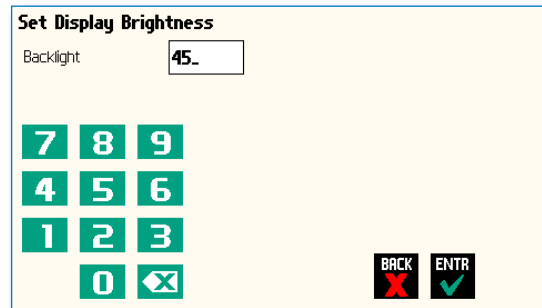 Set Display Brightness
Backlight 45_
7 8 9
4 5 6
1 2 3
0 X
BACK ENTR
X